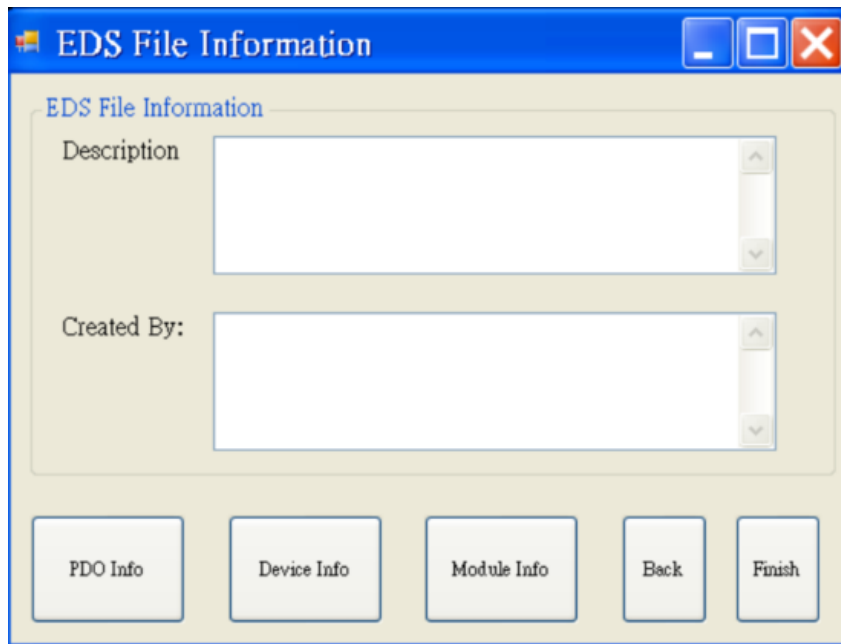 EDS File Information
EDS File Information
Description
Created By:
PDO Info Device Info Module Info Back Finish